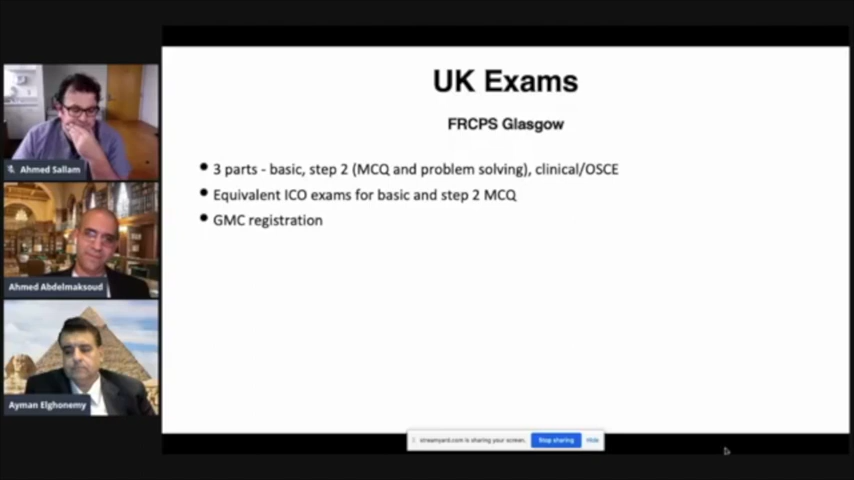 UK Exams
FRCPS Glasgow
3 parts - basic, step 2 (MCQ and problem solving), clinical/OSCE
Equivalent ICO exams for basic and step 2 MCQ
GMC registration
Ahmed Sallam
Ahmed Abdelmaksoud
Ayman Elghonemy
streamyard.com is sharing your screen. Stop sharing Hide